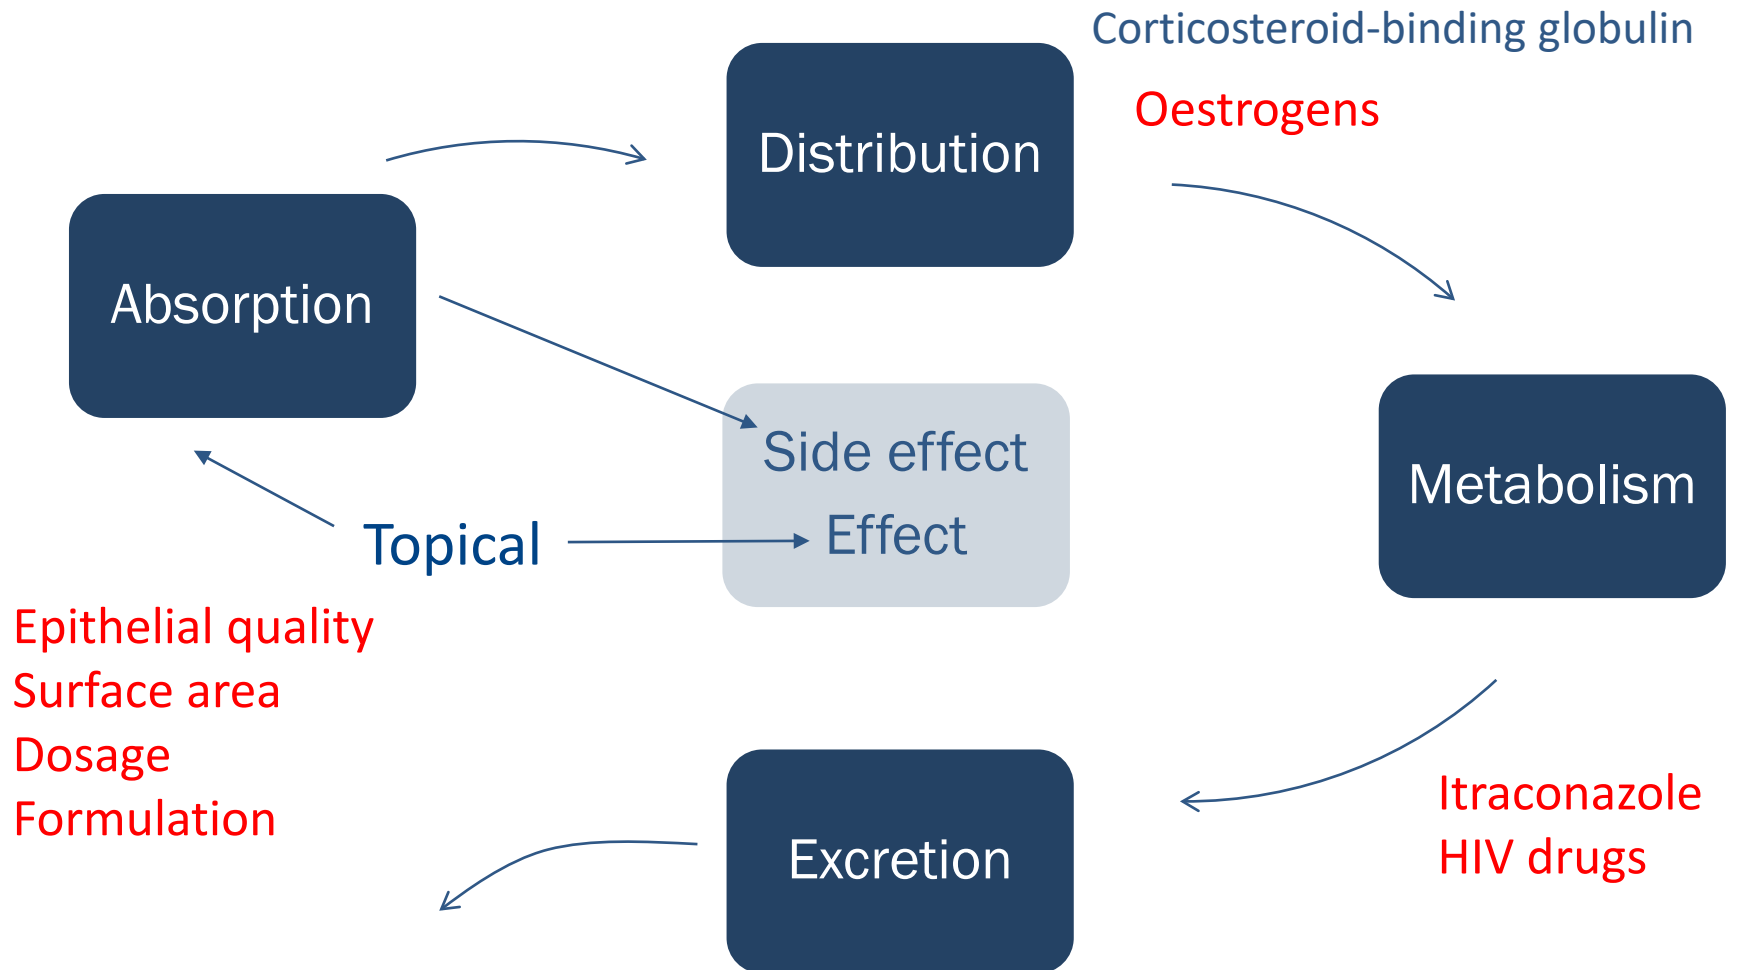 Corticosteroid-binding globulin
Oestrogens
Distribution
Absorption
Side effect
Effect
Metabolism
Topical
Epithelial quality
Surface area
Dosage
Formulation
Itraconazole
HIV drugs
Excretion